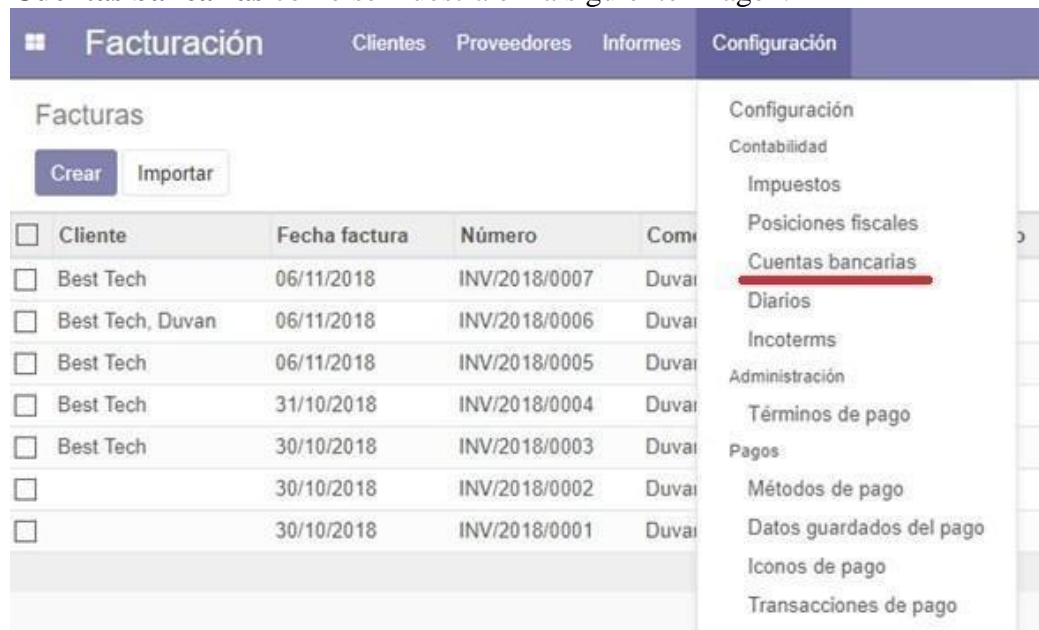 Facturación Clientes Proveedores Informes Configuración
Facturas
Crear Importar
Cliente Fecha factura Número
Best Tech 06/11/2018 INV/2018/0007
Best Tech, Duvan 06/11/2018 INV/2018/0006
Best Tech 06/11/2018 INV/2018/0005
Best Tech 31/10/2018 INV/2018/0004
Best Tech 30/10/2018 INV/2018/0003
30/10/2018 INV/2018/0002
30/10/2018 INV/2018/0001
Configuración
Contabilidad
Impuestos
Posiciones fiscales
Cuentas bancarias
Diarios
Incoterms
Administración
Términos de pago
Pagos
Métodos de pago
Datos guardados del pago
Iconos de pago
Transacciones de pago